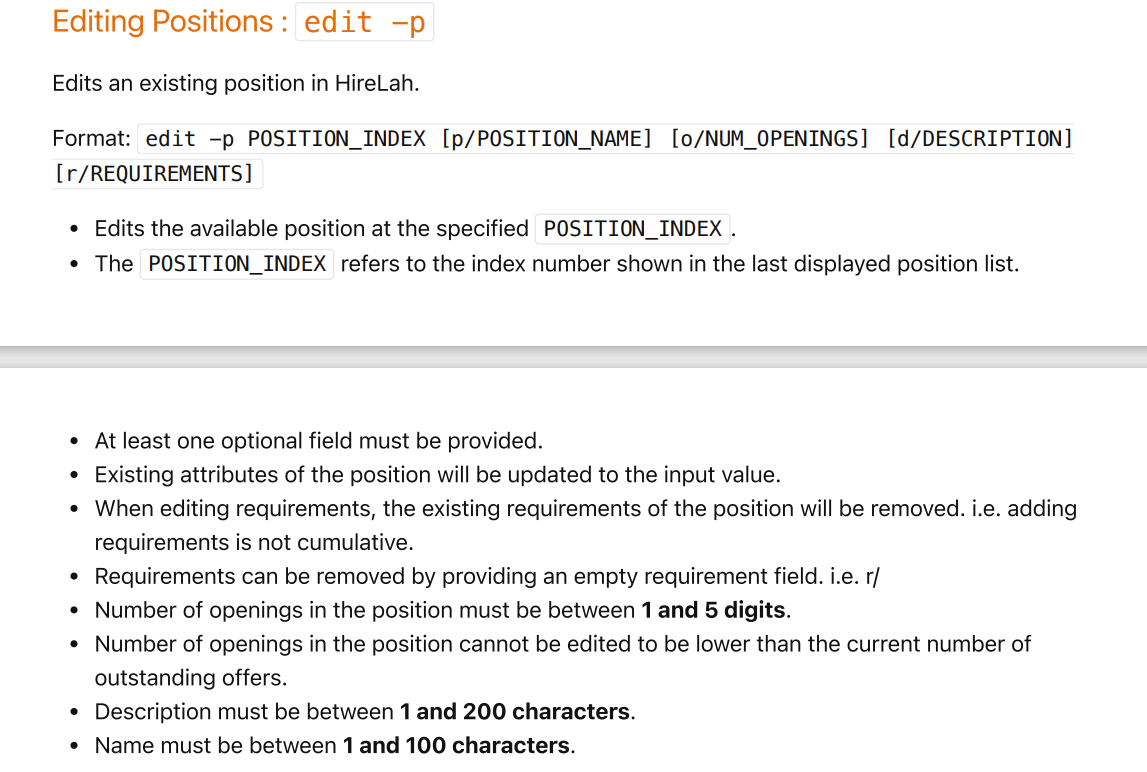 Editing Positions : edit -p
Edits an existing position in HireLah.
Format: edit -p POSITION_INDEX [p/POSITION_NAME] [o/NUM_OPENINGS] [d/DESCRIPTION]
[r/REQUIREMENTS]
• Edits the available position at the specified POSITION_INDEX .
• The POSITION_INDEX refers to the index number shown in the last displayed position list.
• At least one optional field must be provided.
• Existing attributes of the position will be updated to the input value.
• When editing requirements, the existing requirements of the position will be removed. i.e. adding
requirements is not cumulative.
• Requirements can be removed by providing an empty requirement field. i.e. r/
• Number of openings in the position must be between 1 and 5 digits.
• Number of openings in the position cannot be edited to be lower than the current number of
outstanding offers.
• Description must be between 1 and 200 characters.
• Name must be between 1 and 100 characters.